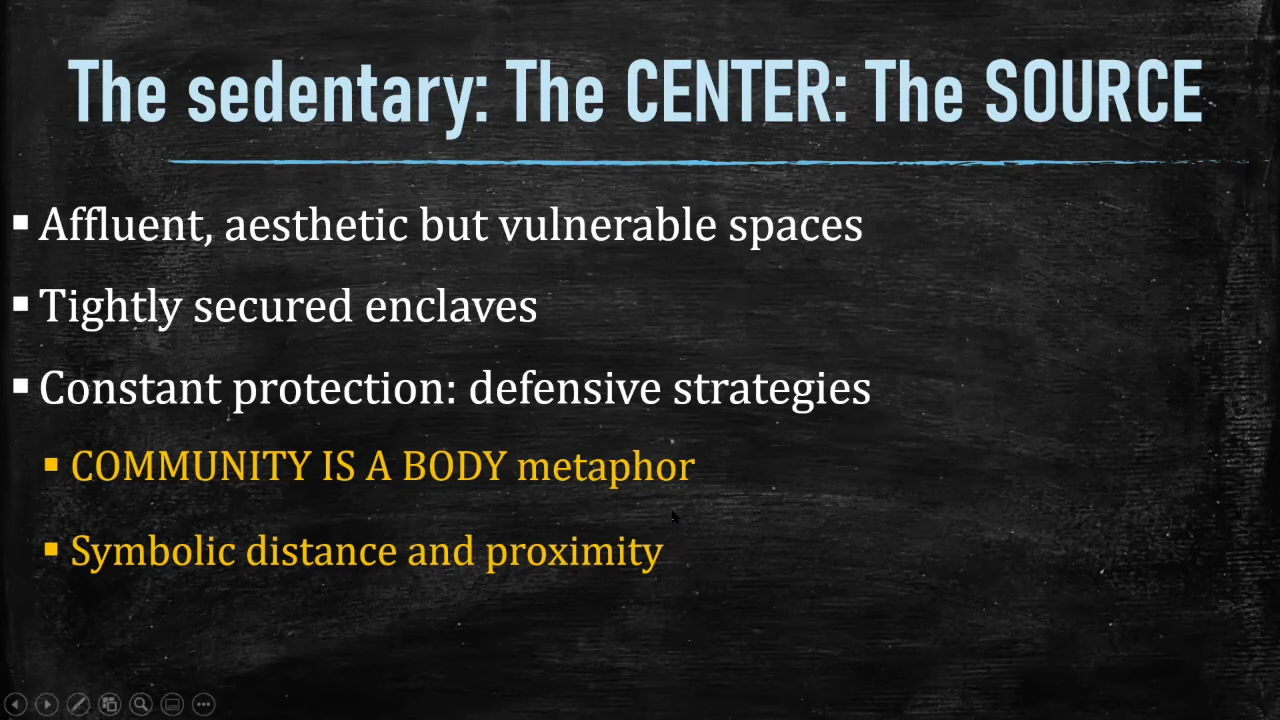 The sedentary: The CENTER: The SOURCE
▪ Affluent, aesthetic but vulnerable spaces
▪ Tightly secured enclaves
▪ Constant protection: defensive strategies
▪ COMMUNITY IS A BODY metaphor
▪ Symbolic distance and proximity